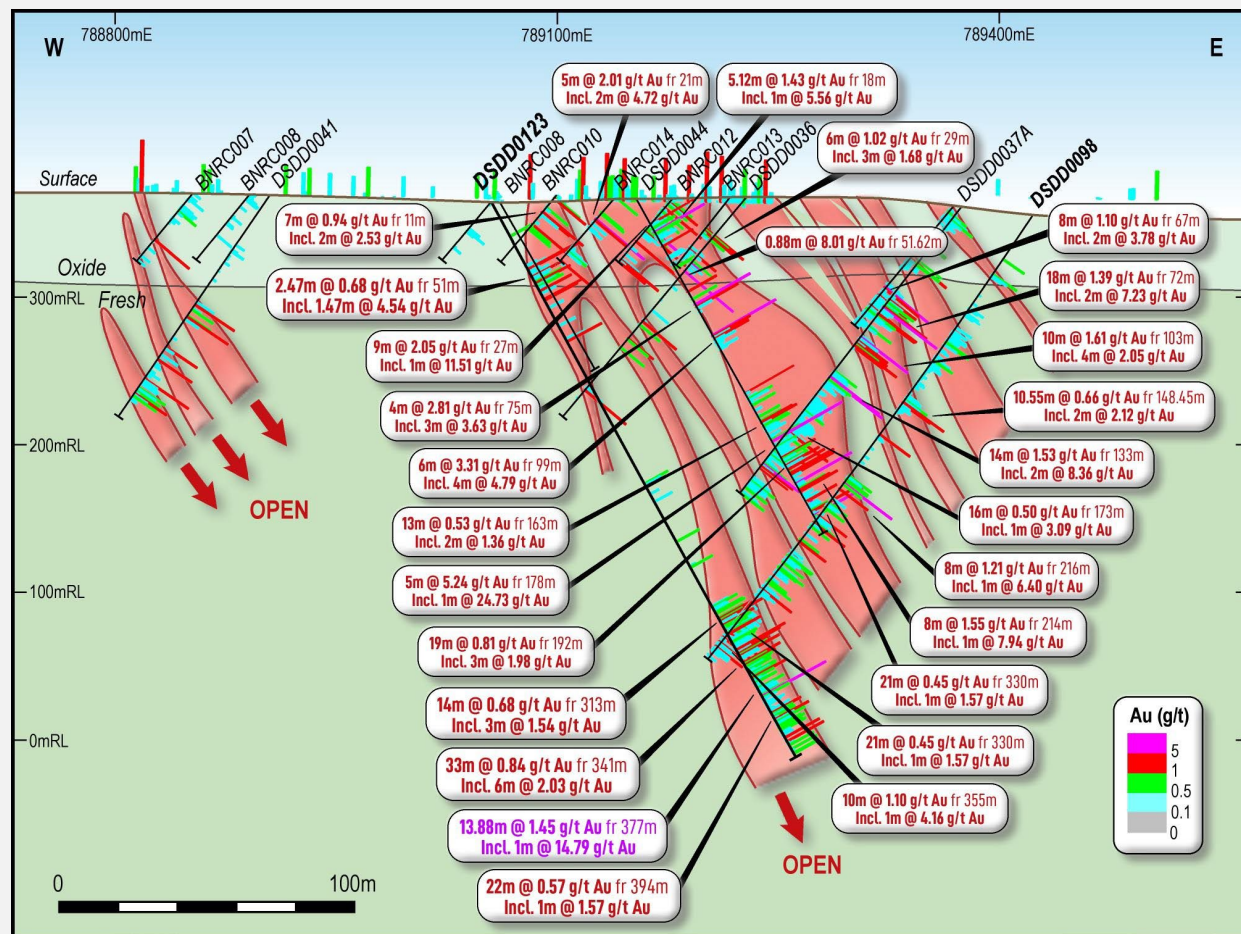 788800mE
789100mE
789400mE
W
E
5m @ 2.01 g/t Au fr 21m
Incl. 2m @ 4.72 g/t Au
5.12m @ 1.43 g/t Au fr 18m
Incl. 1m @ 5.56 g/t Au
6m @ 1.02 g/t Au fr 29m
Incl. 3m @ 1.68 g/t Au
BNRC007
BNRC008
DSDD0041
DSDD0123
BNRC008
BNRC010
BNRC014
DSDD0044
BNRC012
BNRC013
DSDD0036
DSDD0037A
DSDD0098
Surface
7m @ 0.94 g/t Au fr 11m
Incl. 2m @ 2.53 g/t Au
0.88m @ 8.01 g/t Au fr 51.62m
8m @ 1.10 g/t Au fr 67m
Incl. 2m @ 3.78 g/t Au
Oxide
Fresh
300mRL
2.47m @ 0.68 g/t Au fr 51m
Incl. 1.47m @ 4.54 g/t Au
18m @ 1.39 g/t Au fr 72m
Incl. 2m @ 7.23 g/t Au
9m @ 2.05 g/t Au fr 27m
Incl. 1m @ 11.51 g/t Au
10m @ 1.61 g/t Au fr 103m
Incl. 4m @ 2.05 g/t Au
4m @ 2.81 g/t Au fr 75m
Incl. 3m @ 3.63 g/t Au
10.55m @ 0.66 g/t Au fr 148.45m
Incl. 2m @ 2.12 g/t Au
200mRL
6m @ 3.31 g/t Au fr 99m
Incl. 4m @ 4.79 g/t Au
14m @ 1.53 g/t Au fr 133m
Incl. 2m @ 8.36 g/t Au
OPEN
13m @ 0.53 g/t Au fr 163m
Incl. 2m @ 1.36 g/t Au
16m @ 0.50 g/t Au fr 173m
Incl. 1m @ 3.09 g/t Au
5m @ 5.24 g/t Au fr 178m
Incl. 1m @ 24.73 g/t Au
8m @ 1.21 g/t Au fr 216m
Incl. 1m @ 6.40 g/t Au
100mRL
19m @ 0.81 g/t Au fr 192m
Incl. 3m @ 1.98 g/t Au
8m @ 1.55 g/t Au fr 214m
Incl. 1m @ 7.94 g/t Au
14m @ 0.68 g/t Au fr 313m
Incl. 3m @ 1.54 g/t Au
21m @ 0.45 g/t Au fr 330m
Incl. 1m @ 1.57 g/t Au
0mRL
33m @ 0.84 g/t Au fr 341m
Incl. 6m @ 2.03 g/t Au
21m @ 0.45 g/t Au fr 330m
Incl. 1m @ 1.57 g/t Au
13.88m @ 1.45 g/t Au fr 377m
Incl. 1m @ 14.79 g/t Au
10m @ 1.10 g/t Au fr 355m
Incl. 1m @ 4.16 g/t Au
22m @ 0.57 g/t Au fr 394m
Incl. 1m @ 1.57 g/t Au
OPEN
Au (g/t)
5
1
0.5
0.1
0
0
100m